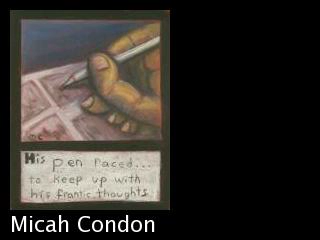 His pen raced...
to keep up with
his frantic thoughts
Micah Condon